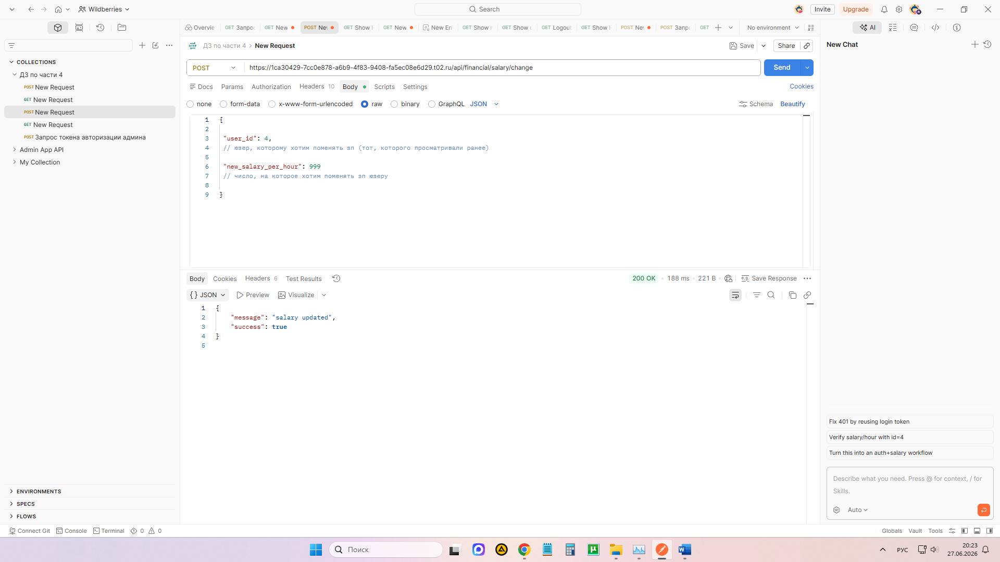 Wildberries
Search
Invite
Upgrade
Overvie
GET Запрос
GET New
POST Nev
GET Show
GET New
New En
GET Show
GET Show
GET Logout
GET Show
POST Nev
POST Запр
GET
No environment
AI
COLLECTIONS
ДЗ по части 4
POST New Request
GET New Request
POST New Request
GET New Request
POST Запрос токена авторизации админа
Admin App API
My Collection
ENVIRONMENTS
SPECS
FLOWS
HTTP
ДЗ по части 4 > New Request
Save
Share
POST
https://1ca30429-7cc0e878-a6b9-4f83-9408-fa5ec08e6d29.t02.ru/api/financial/salary/change
Send
Docs
Params
Authorization
Headers 10
Body
Scripts
Settings
Cookies
none
form-data
x-www-form-urlencoded
raw
binary
GraphQL
JSON
Schema
Beautify
1 {
2
3 "user_id": 4,
4 // юзер, которому хотим поменять зп (тот, которого просматривали ранее)
5
6 "new_salary_per_hour": 999
7 // число, на которое хотим поменять зп юзеру
8
9 }
Body
Cookies
Headers 6
Test Results
200 OK
188 ms
221 B
e.g. Save Response
{} JSON
Preview
Visualize
1 {
2 "message": "salary updated",
3 "success": true
4 }
5
New Chat
Fix 401 by reusing login token
Verify salary/hour with id=4
Turn this into an auth+salary workflow
Describe what you need. Press @ for context, / for
Skills.
Auto
Connect Git
Console
Terminal
0
0
Globals
Vault
Tools
Поиск
РУС
20:23
27.06.2026